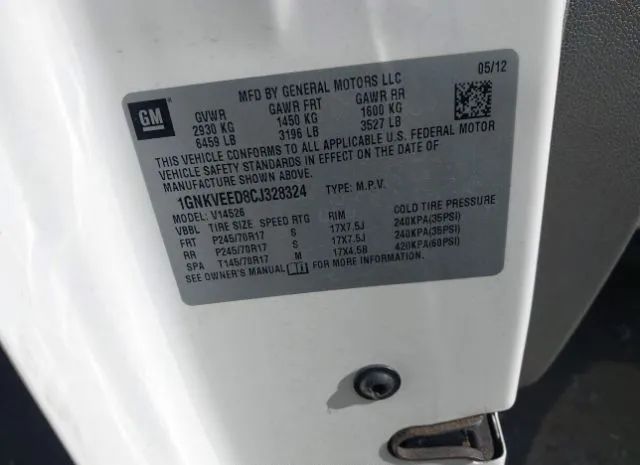 GM
MFD BY GENERAL MOTORS LLC 05/12
GVWR GAWR FRT GAWR RR
2930 KG 1450 KG 1600 KG
6459 LB 3196 LB 3527 LB
THIS VEHICLE CONFORMS TO ALL APPLICABLE U.S. FEDERAL MOTOR
VEHICLE SAFETY STANDARDS IN EFFECT ON THE DATE OF
MANUFACTURE SHOWN ABOVE.
1GNKVEED8CJ328324 TYPE: M.P.V.
MODEL: V14526
VBBL TIRE SIZE SPEED RTG RIM COLD TIRE PRESSURE
FRT P245/70R17 S 17X7.5J 240KPA(35PSI)
RR P245/70R17 S 17X7.5J 240KPA(35PSI)
SPA T145/70R17 M 17X4.5B 420KPA(60PSI)
SEE OWNER'S MANUAL FOR MORE INFORMATION.